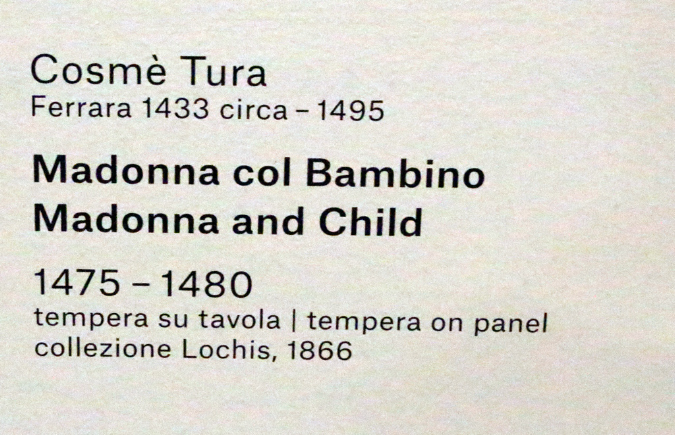 Cosmè Tura
Ferrara 1433 circa – 1495
Madonna col Bambino
Madonna and Child
1475 – 1480
tempera su tavola | tempera on panel
collezione Lochis, 1866